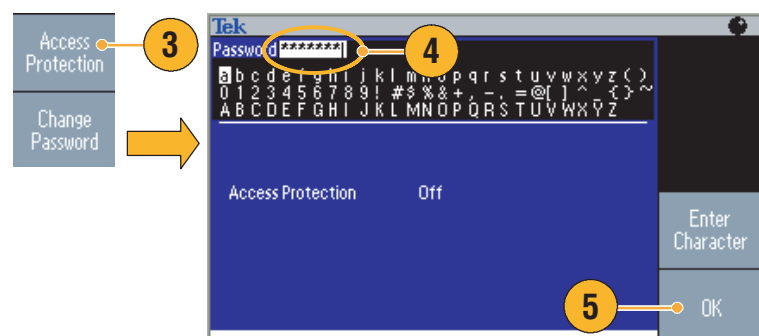 Access
Protection
3
Change
Password
Tek
Password *******
4
a b c d e f g h i j k l m n o p q r s t u v w x y z ( )
0 1 2 3 4 5 6 7 8 9 ! # $ % & + , - . = @ [ ] ^ _ { } ~
A B C D E F G H I J K L M N O P Q R S T U V W X Y Z
Access Protection Off
Enter
Character
5
OK